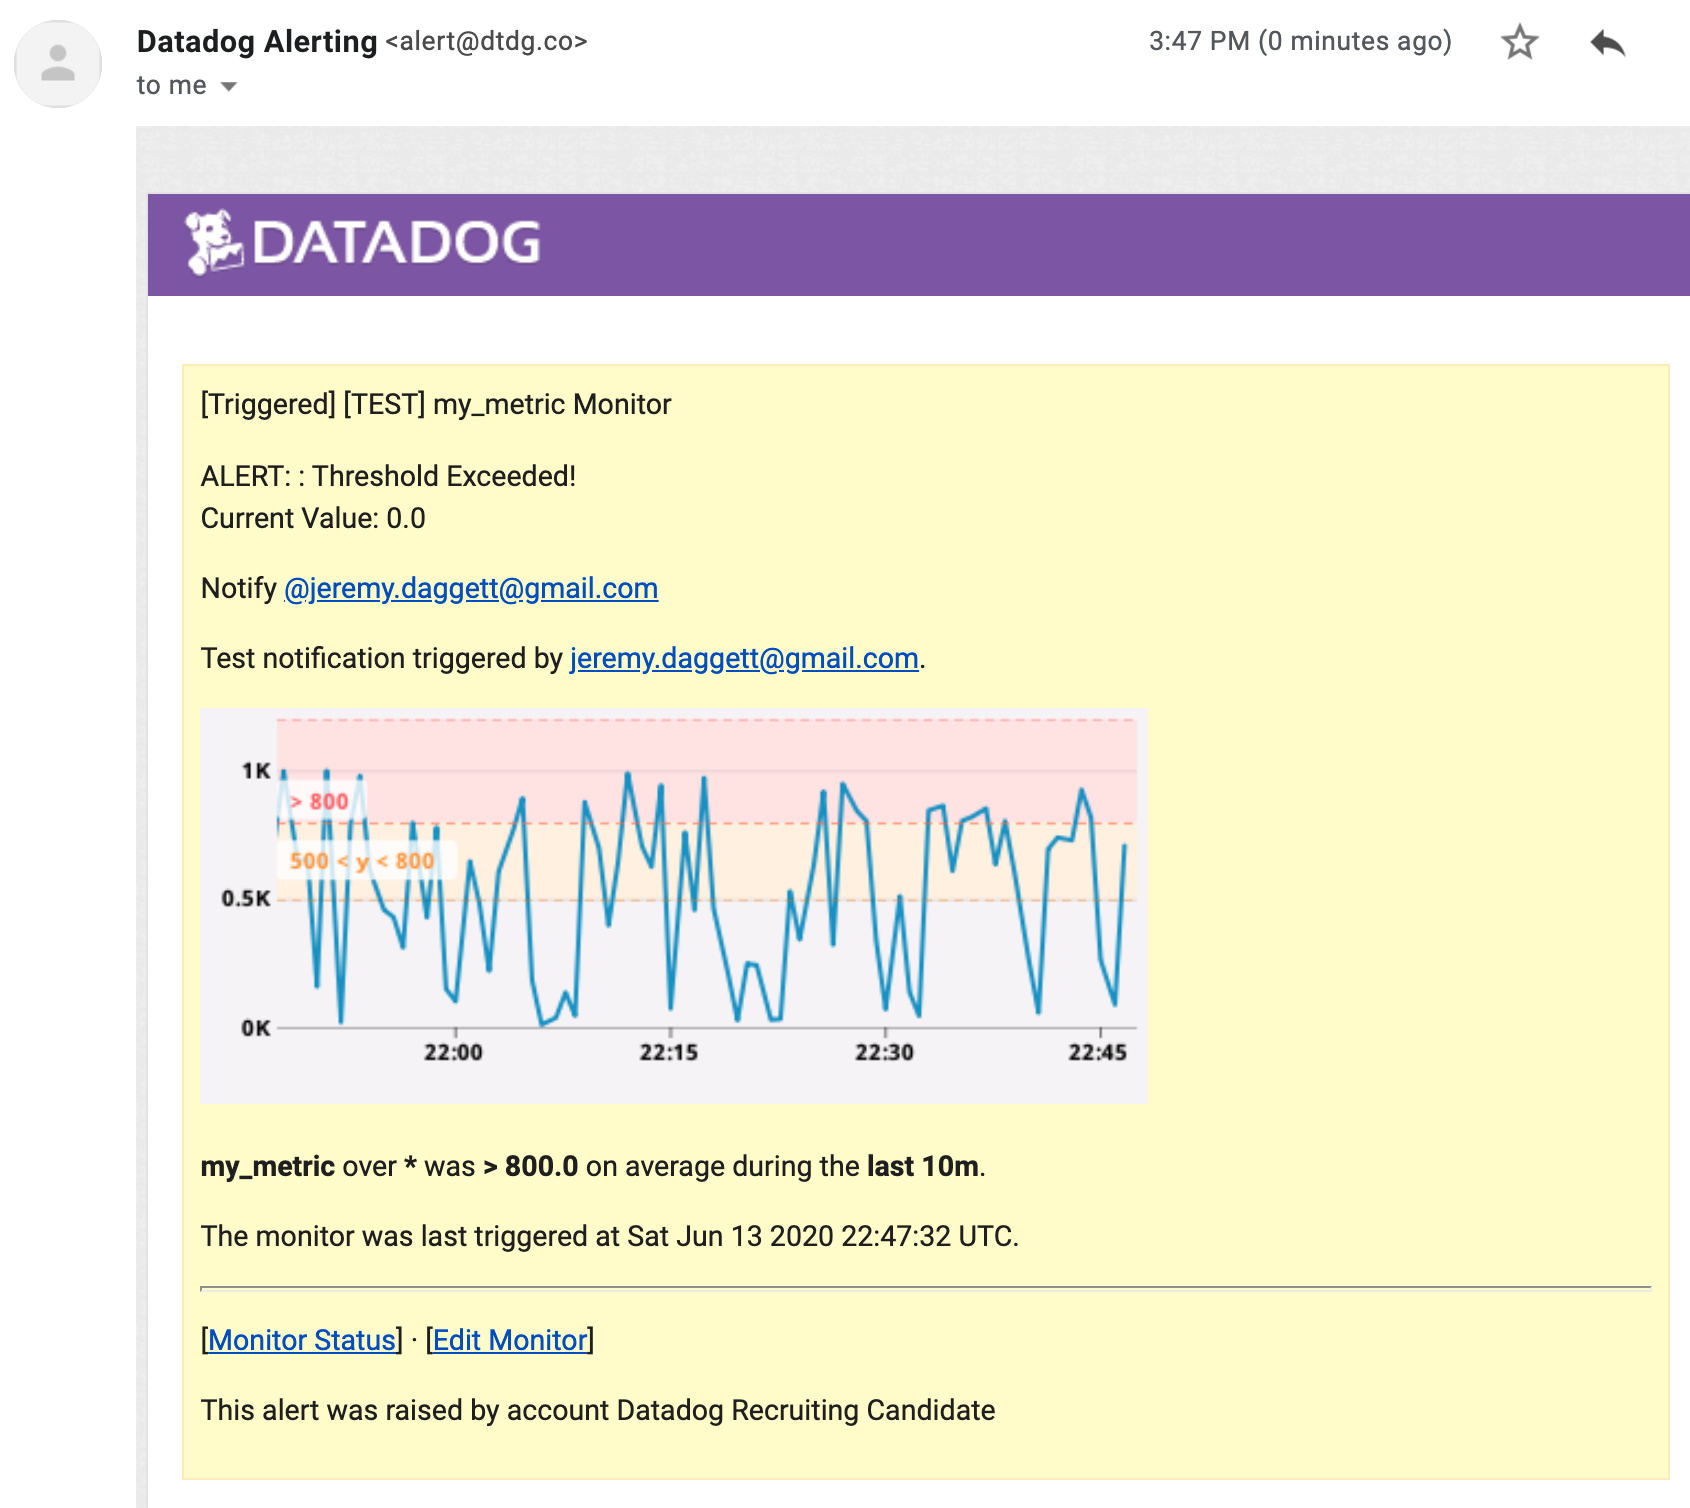 Datadog Alerting <alert@dtdg.co> 3:47 PM (0 minutes ago)
to me
DATADOG
[Triggered] [TEST] my_metric Monitor
ALERT: : Threshold Exceeded!
Current Value: 0.0
Notify @jeremy.daggett@gmail.com
Test notification triggered by jeremy.daggett@gmail.com.
1K
> 800
500 < y < 800
0.5K
0K
22:00 22:15 22:30 22:45
my_metric over * was > 800.0 on average during the last 10m.
The monitor was last triggered at Sat Jun 13 2020 22:47:32 UTC.
[Monitor Status] · [Edit Monitor]
This alert was raised by account Datadog Recruiting Candidate